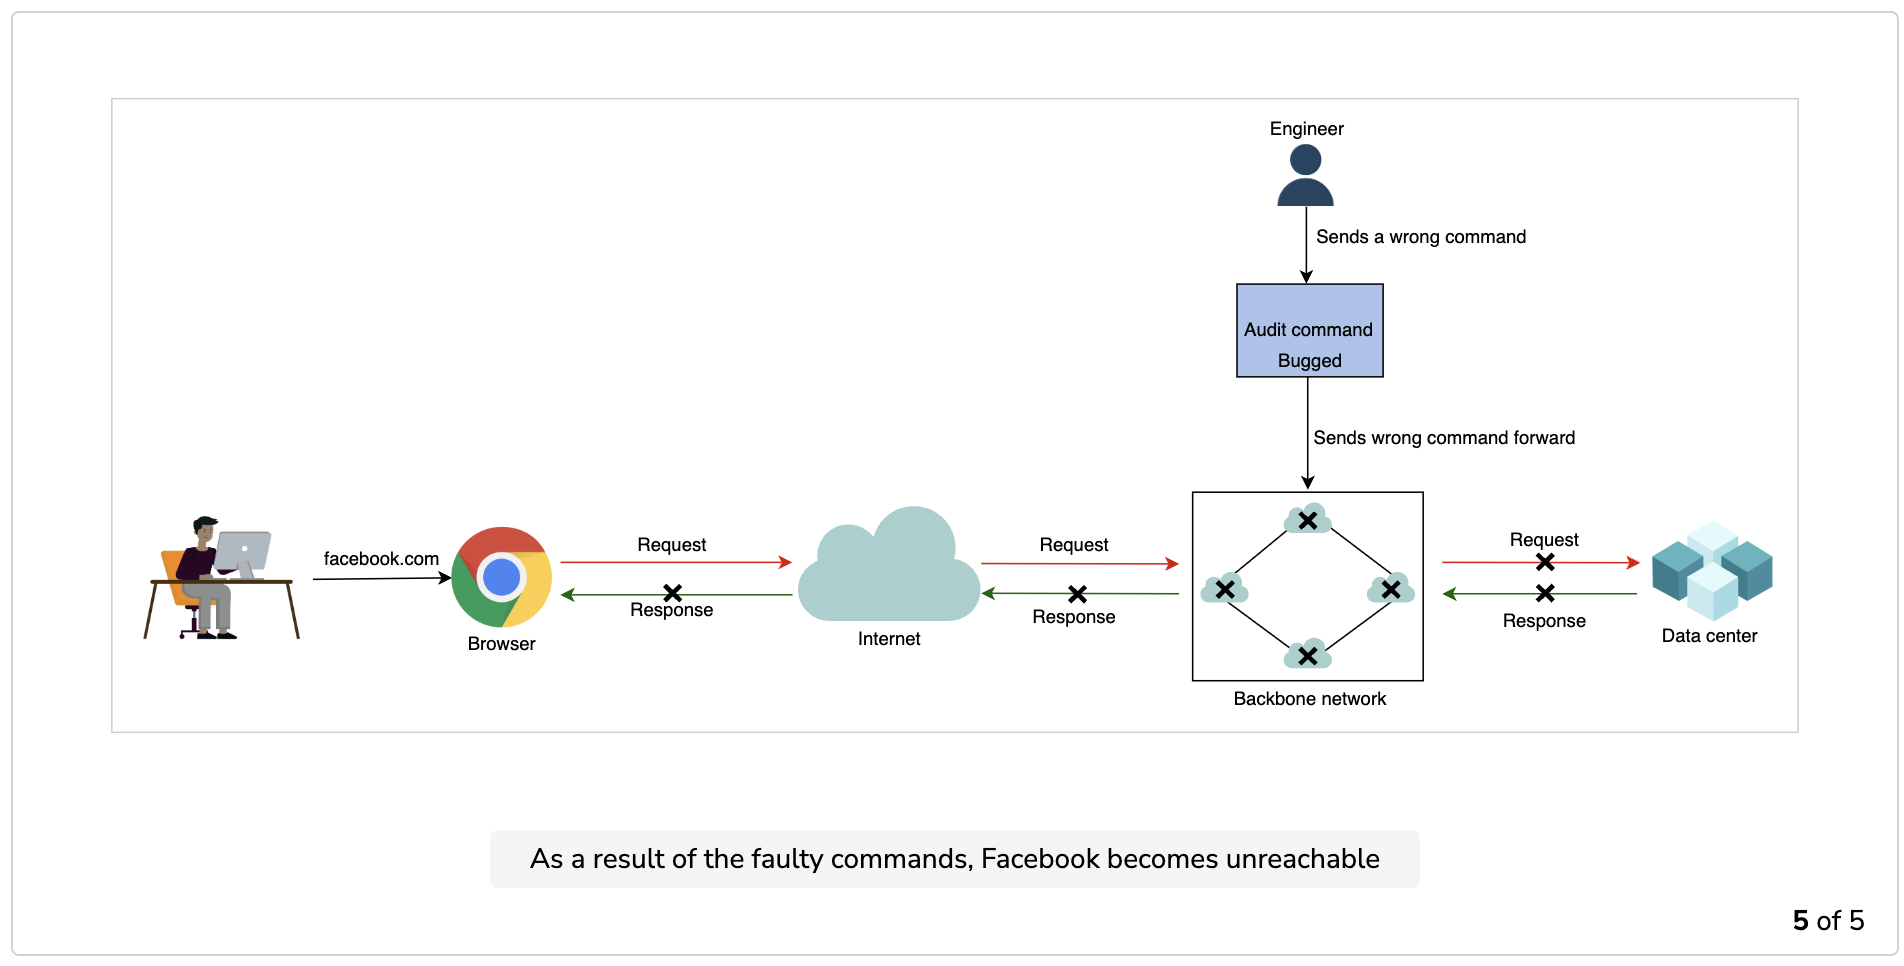 Engineer
Sends a wrong command
Audit command
Bugged
Sends wrong command forward
facebook.com
Request
Response
Request
Response
Request
Response
Browser
Internet
Backbone network
Data center
As a result of the faulty commands, Facebook becomes unreachable
5 of 5